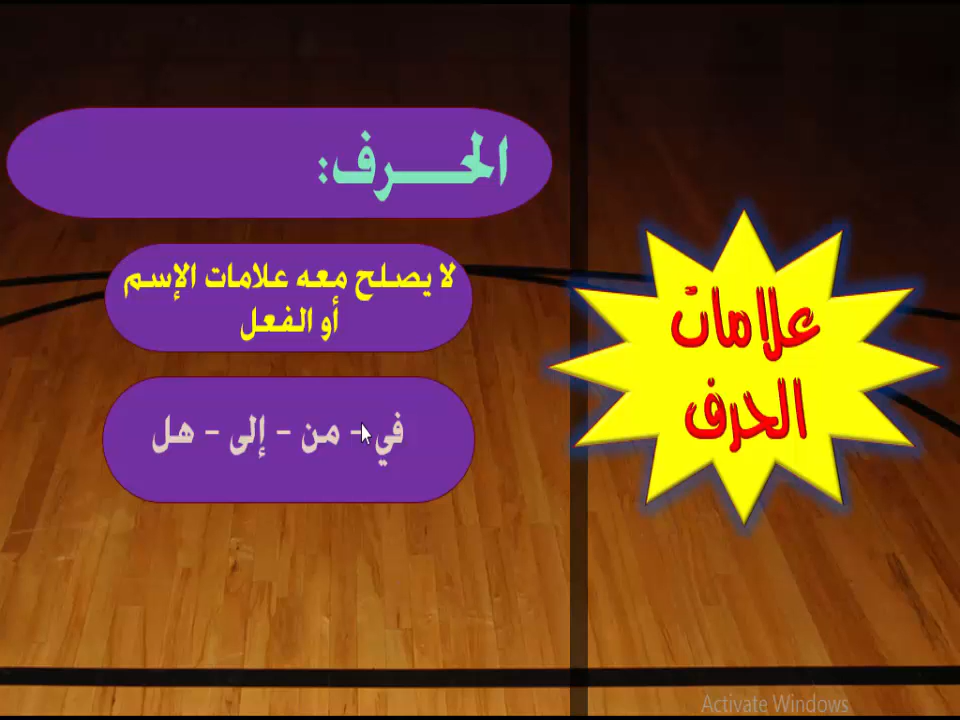 الحـــرف:
لا يصلح معه علامات الإسم
أو الفعل
في - من - إلى - هل
علامات
الحرف
Activate Windows